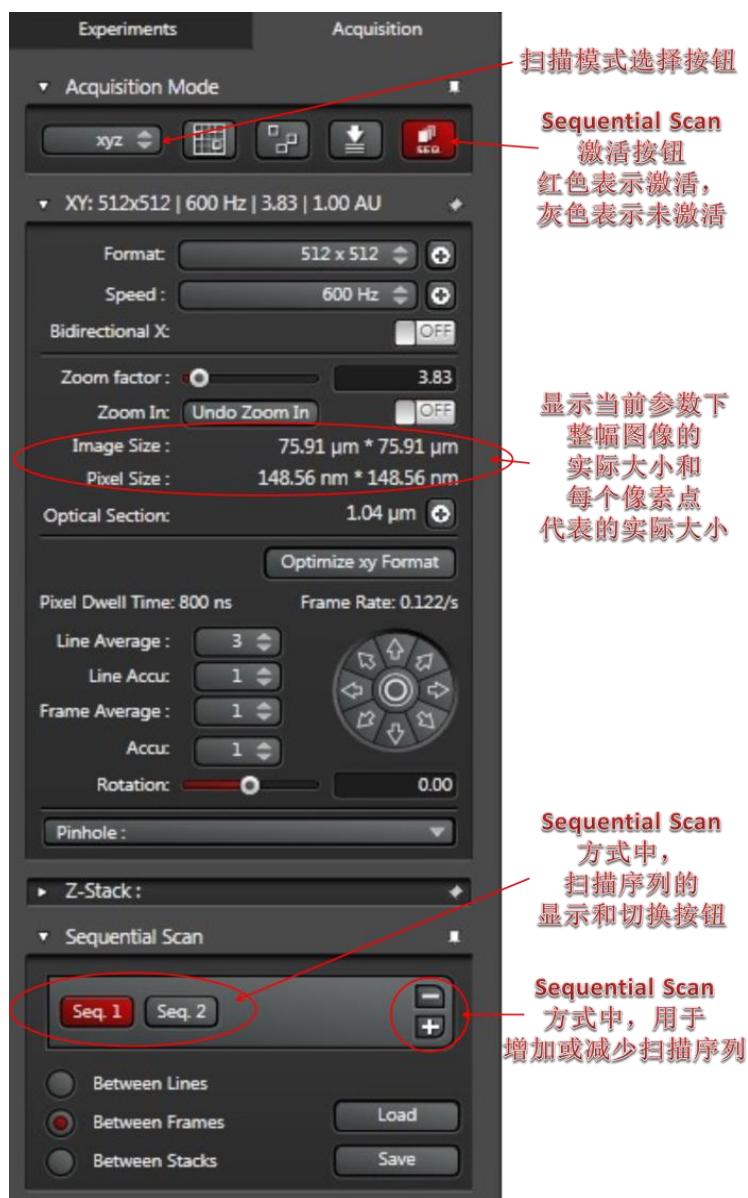 Experiments Acquisition
Acquisition Mode
xyz
SEQ.
扫描模式选择按钮
Sequential Scan
激活按钮
红色表示激活，
灰色表示未激活
XY: 512x512 | 600 Hz | 3.83 | 1.00 AU
Format: 512 x 512
Speed : 600 Hz
Bidirectional X: OFF
Zoom factor : 3.83
Zoom In: Undo Zoom In OFF
Image Size : 75.91 µm * 75.91 µm
Pixel Size : 148.56 nm * 148.56 nm
Optical Section: 1.04 µm
显示当前参数下
整幅图像的
实际大小和
每个像素点
代表的实际大小
Optimize xy Format
Pixel Dwell Time: 800 ns Frame Rate: 0.122/s
Line Average : 3
Line Accu: 1
Frame Average : 1
Accu: 1
Rotation: 0.00
Pinhole :
Z-Stack :
Sequential Scan
Seq. 1 Seq. 2
Between Lines
Between Frames Load
Between Stacks Save
Sequential Scan
方式中，
扫描序列的
显示和切换按钮
Sequential Scan
方式中，用于
增加或减少扫描序列